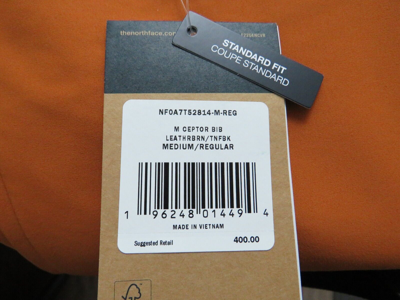 thenorthface.com
STANDARD FIT
COUPE STANDARD
NF0A7T52814-M-REG
M CEPTOR BIB
LEATHRBRN/TNFBK
MEDIUM/REGULAR
1 96248 01449 4
MADE IN VIETNAM
Suggested Retail 400.00
FSC